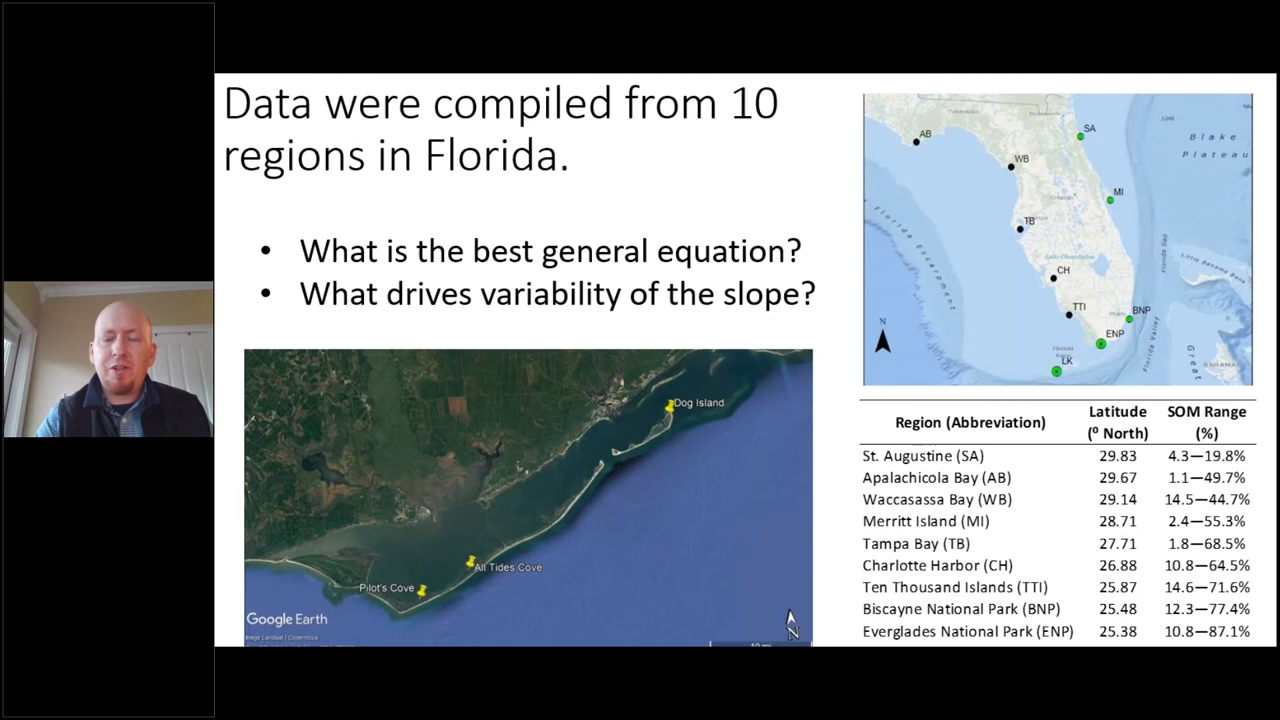 Data were compiled from 10
regions in Florida.
• What is the best general equation?
• What drives variability of the slope?
Dog Island
All Tides Cove
Pilot's Cove
Google Earth
N
AB
SA
WB
MI
TB
CH
TTI
BNP
ENP
LK
Blake
Plateau
Florida Escarpment
Florida Valley
Great
N
Region (Abbreviation) Latitude (⁰ North) SOM Range (%)
St. Augustine (SA) 29.83 4.3—19.8%
Apalachicola Bay (AB) 29.67 1.1—49.7%
Waccasassa Bay (WB) 29.14 14.5—44.7%
Merritt Island (MI) 28.71 2.4—55.3%
Tampa Bay (TB) 27.71 1.8—68.5%
Charlotte Harbor (CH) 26.88 10.8—64.5%
Ten Thousand Islands (TTI) 25.87 14.6—71.6%
Biscayne National Park (BNP) 25.48 12.3—77.4%
Everglades National Park (ENP) 25.38 10.8—87.1%